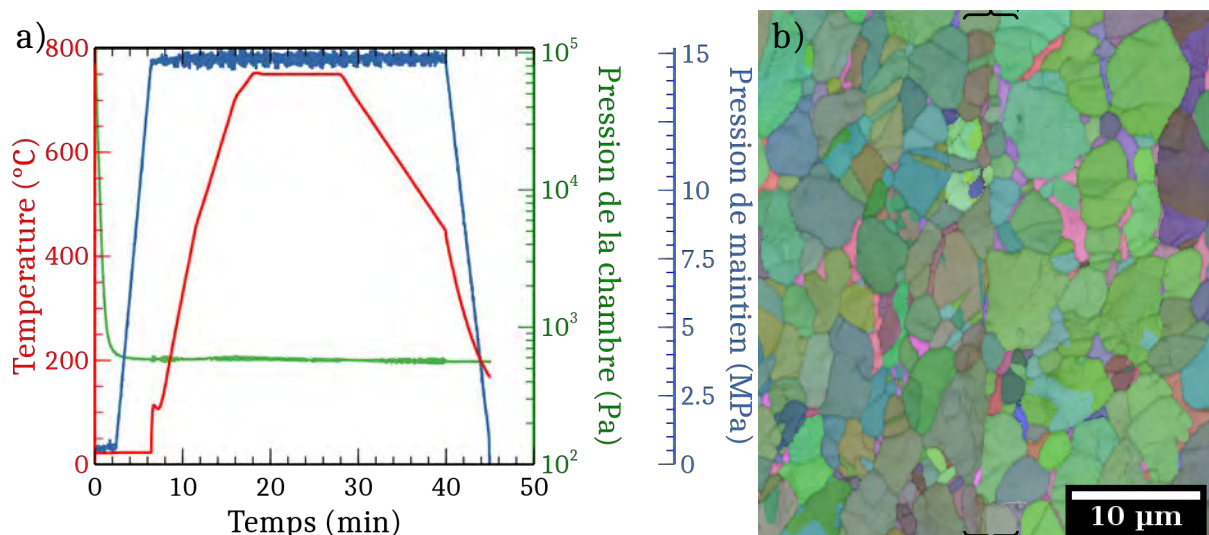 a)
800
600
400
200
0
Temperature (°C)
0 10 20 30 40 50
Temps (min)
10⁵
10⁴
10³
10²
Pression de la chambre (Pa)
15
10
7.5
5
2.5
0
Pression de maintien (MPa)
b)
10 µm